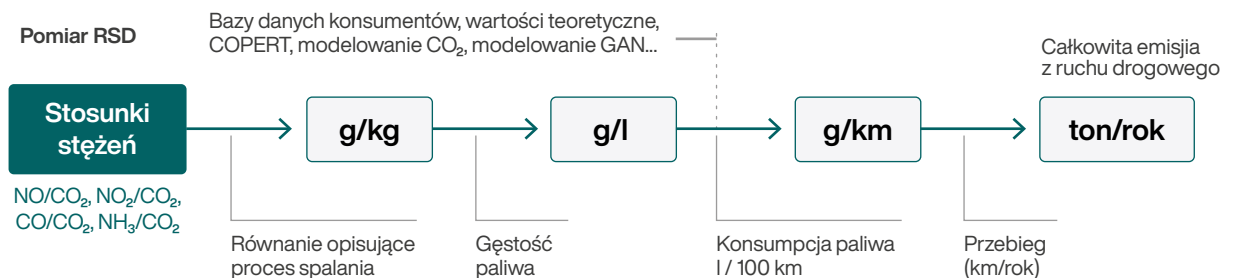 Pomiar RSD
Bazy danych konsumentów, wartości teoretyczne,
COPERT, modelowanie CO₂, modelowanie GAN...
Całkowita emisjia
z ruchu drogowego
Stosunki
stężeń
g/kg
g/l
g/km
ton/rok
NO/CO₂, NO₂/CO₂,
CO/CO₂, NH₃/CO₂
Równanie opisujące
proces spalania
Gęstość
paliwa
Konsumpcja paliwa
l / 100 km
Przebieg
(km/rok)